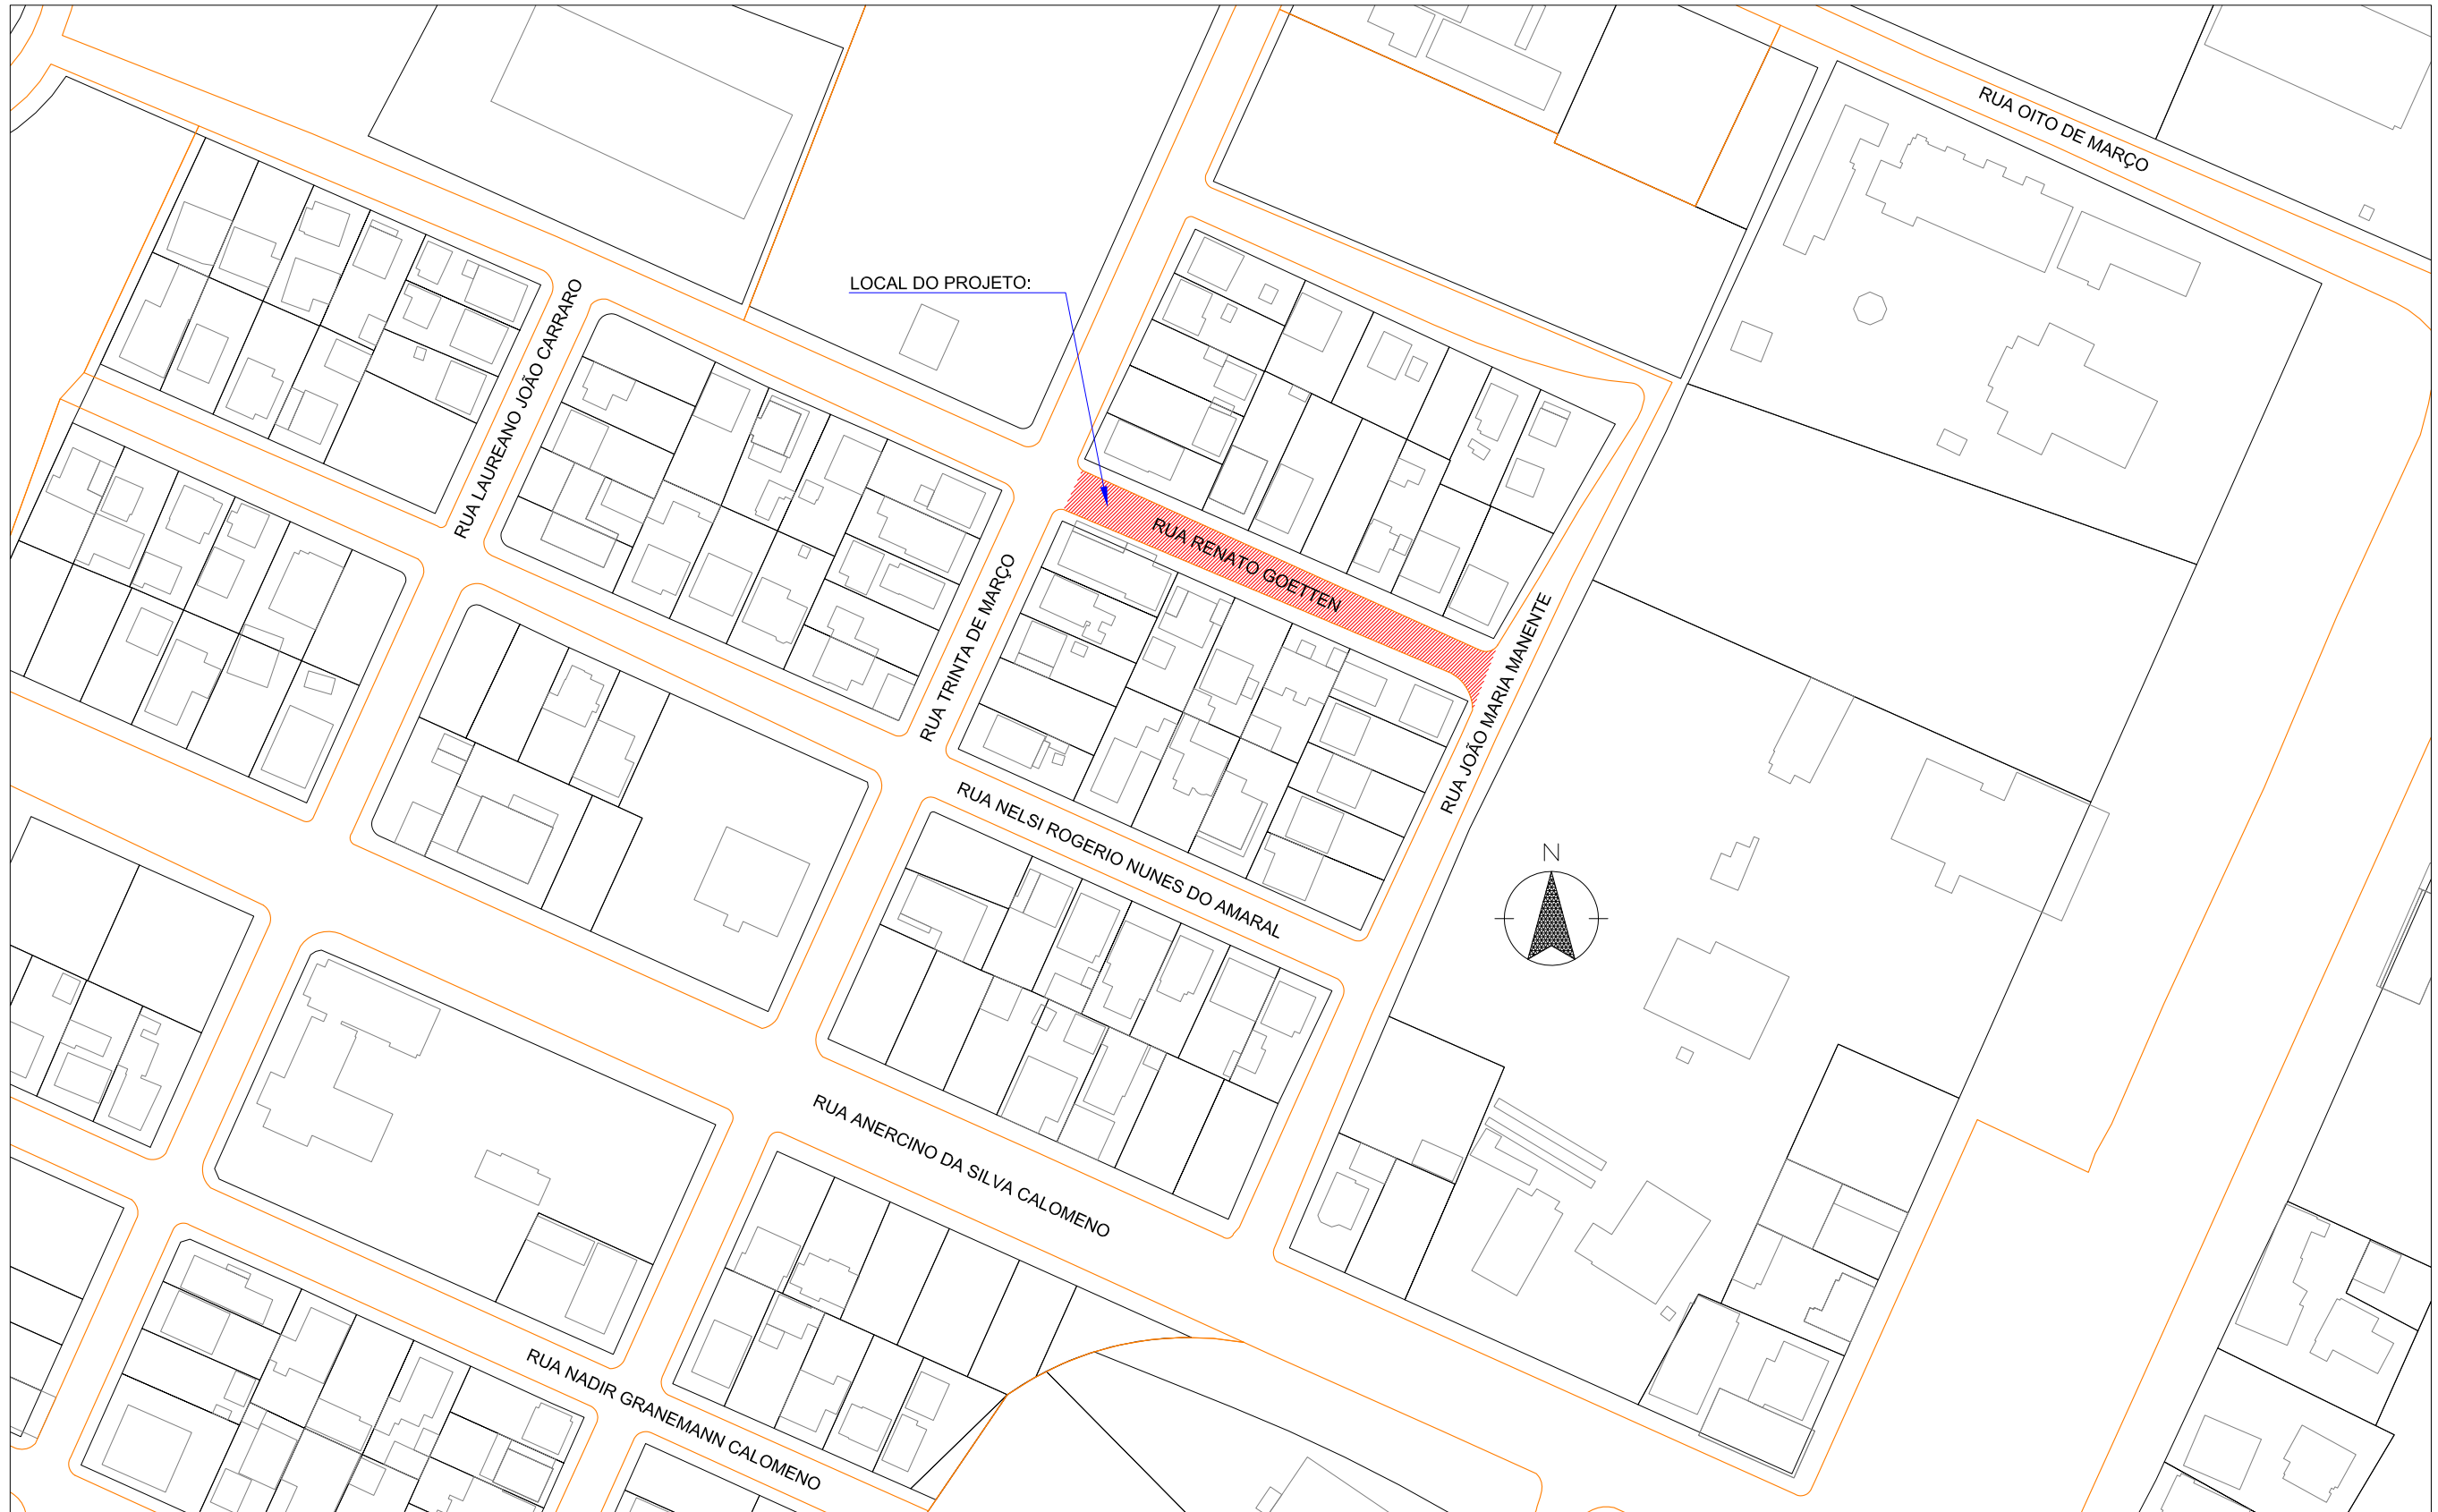 RUA OITO DE MARÇO
LOCAL DO PROJETO:
RUA LAUREANO JOÃO CARRARO
RUA RENATO GOETTEN
RUA TRINTA DE MARÇO
RUA JOÃO MARIA MANENTE
RUA NELSI ROGERIO NUNES DO AMARAL
N
RUA ANERCINO DA SILVA CALOMENO
RUA NADIR GRANEMANN CALOMENO